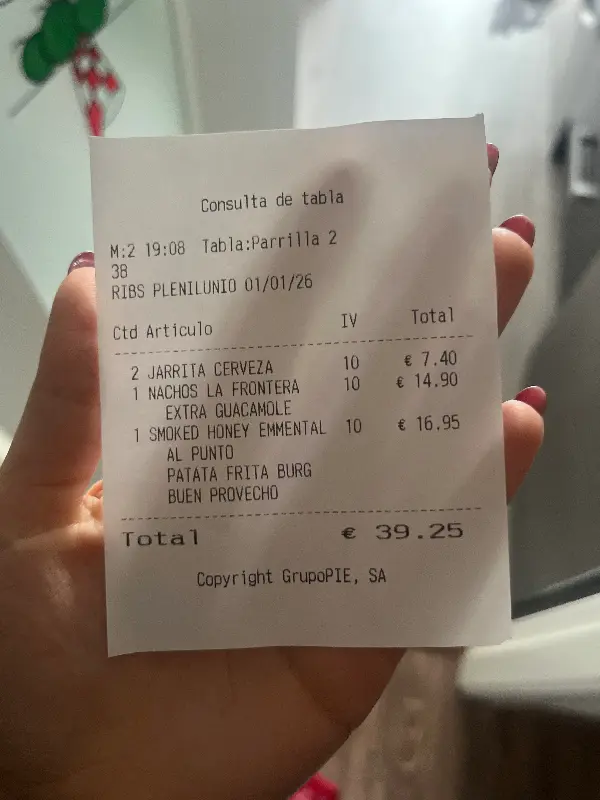 Consulta de tabla
M:2 19:08 Tabla:Parrilla 2
38
RIBS PLENILUNIO 01/01/26
Ctd Articulo IV Total
2 JARRITA CERVEZA 10 € 7.40
1 NACHOS LA FRONTERA 10 € 14.90
EXTRA GUACAMOLE
1 SMOKED HONEY EMMENTAL 10 € 16.95
AL PUNTO
PATATA FRITA BURG
BUEN PROVECHO
Total € 39.25
Copyright GrupoPIE, SA